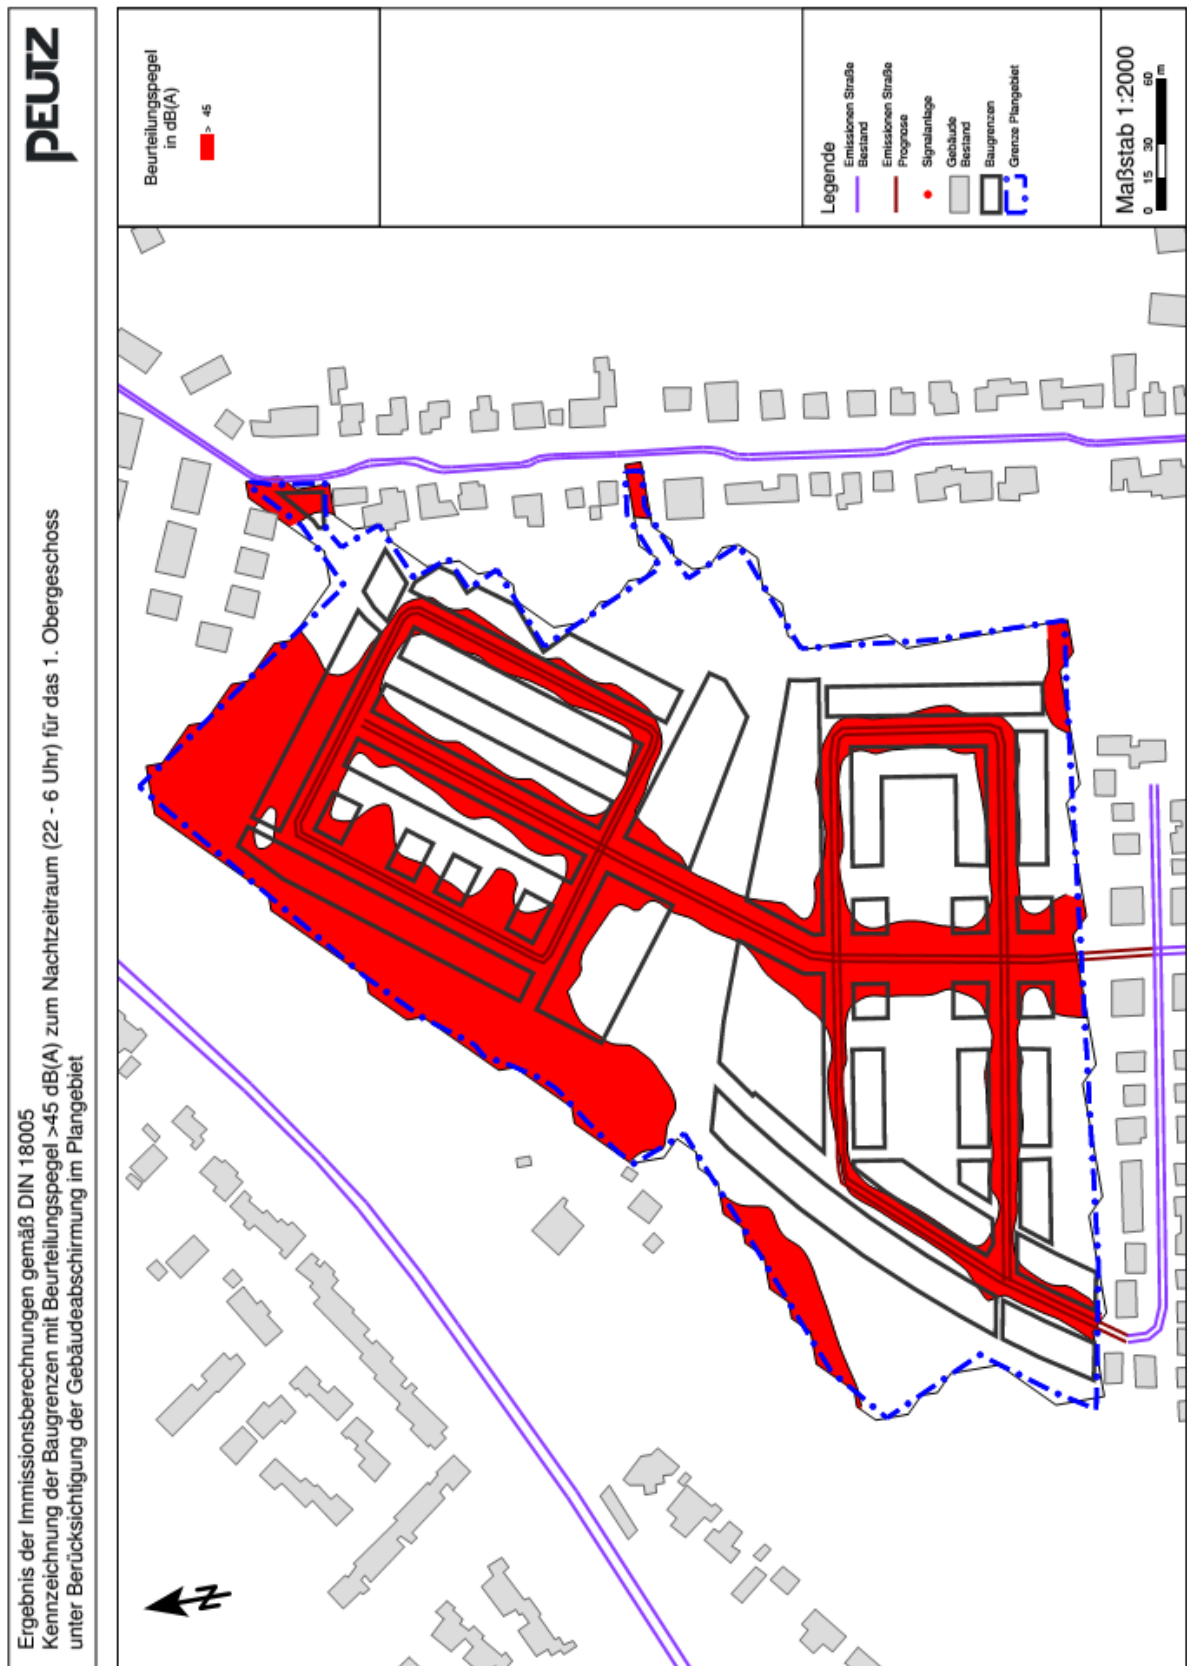 Ergebnis der Immissionsberechnungen gemäß DIN 18005
Kennzeichnung der Baugrenzen mit Beurteilungspegel >45 dB(A) zum Nachtzeitraum (22 - 6 Uhr) für das 1. Obergeschoss
unter Berücksichtigung der Gebäudeabschirmung im Plangebiet
PEUTZ
Beurteilungspegel
in dB(A)
> 45
Legende
Emissionen Straße
Bestand
Emissionen Straße
Prognose
Signalanlage
Gebäude
Bestand
Baugrenzen
Grenze Plangebiet
Maßstab 1:2000
0 15 30 60 m
N